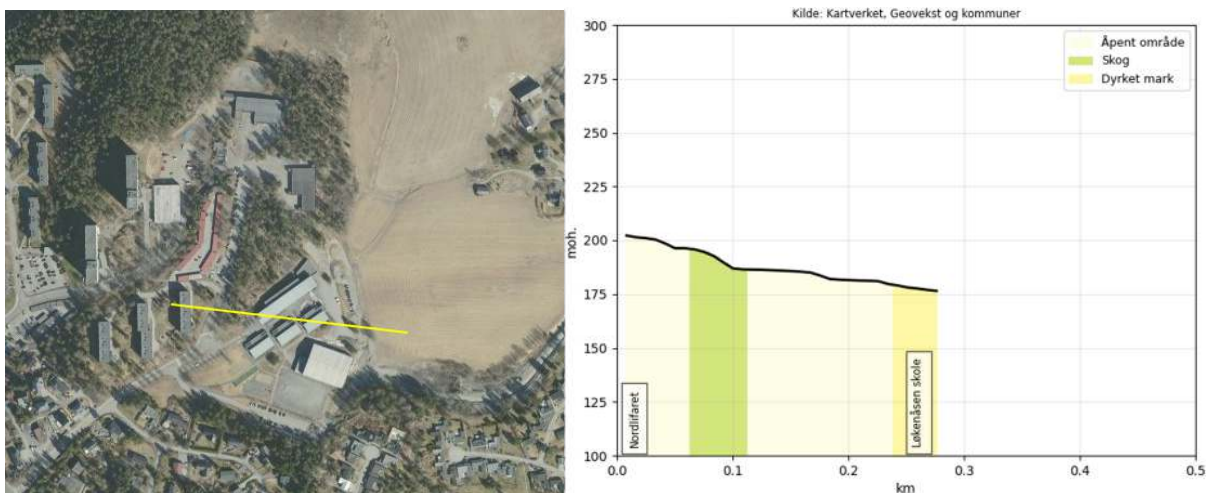 Kilde: Kartverket, Geovekst og kommuner
300
275
250
225
200
175
150
125
100
moh.
Åpent område
Skog
Dyrket mark
Nordlifaret
Løkenåsen skole
0.0
0.1
0.2
0.3
0.4
0.5
km